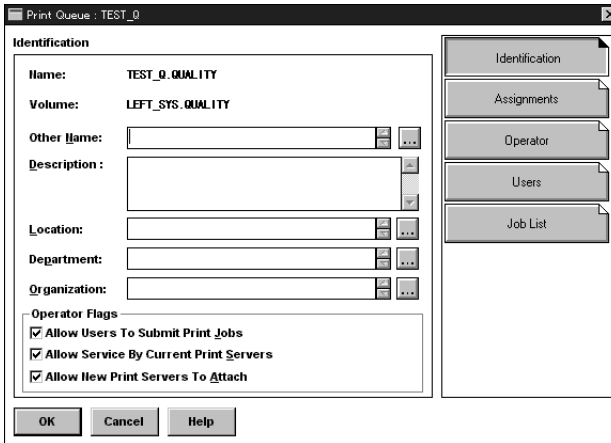 Print Queue : TEST_Q
Identification
Name: TEST_Q.QUALITY
Volume: LEFT_SYS.QUALITY
Other Name:
...
Description :
Location:
...
Department:
...
Organization:
...
Operator Flags
Allow Users To Submit Print Jobs
Allow Service By Current Print Servers
Allow New Print Servers To Attach
OK Cancel Help
Identification
Assignments
Operator
Users
Job List